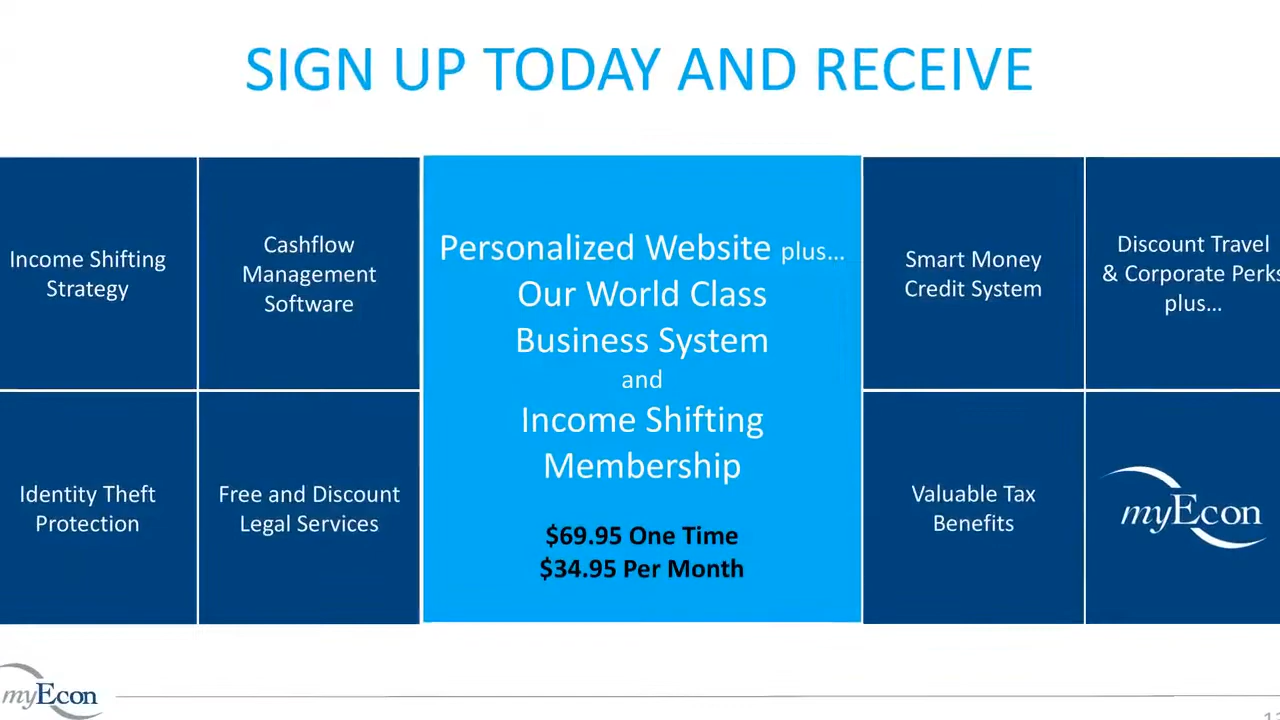 SIGN UP TODAY AND RECEIVE
Income Shifting
Strategy
Cashflow
Management
Software
Personalized Website plus...
Our World Class
Business System
and
Income Shifting
Membership
$69.95 One Time
$34.95 Per Month
Smart Money
Credit System
Discount Travel
& Corporate Perks
plus...
Identity Theft
Protection
Free and Discount
Legal Services
Valuable Tax
Benefits
myEcon
myEcon